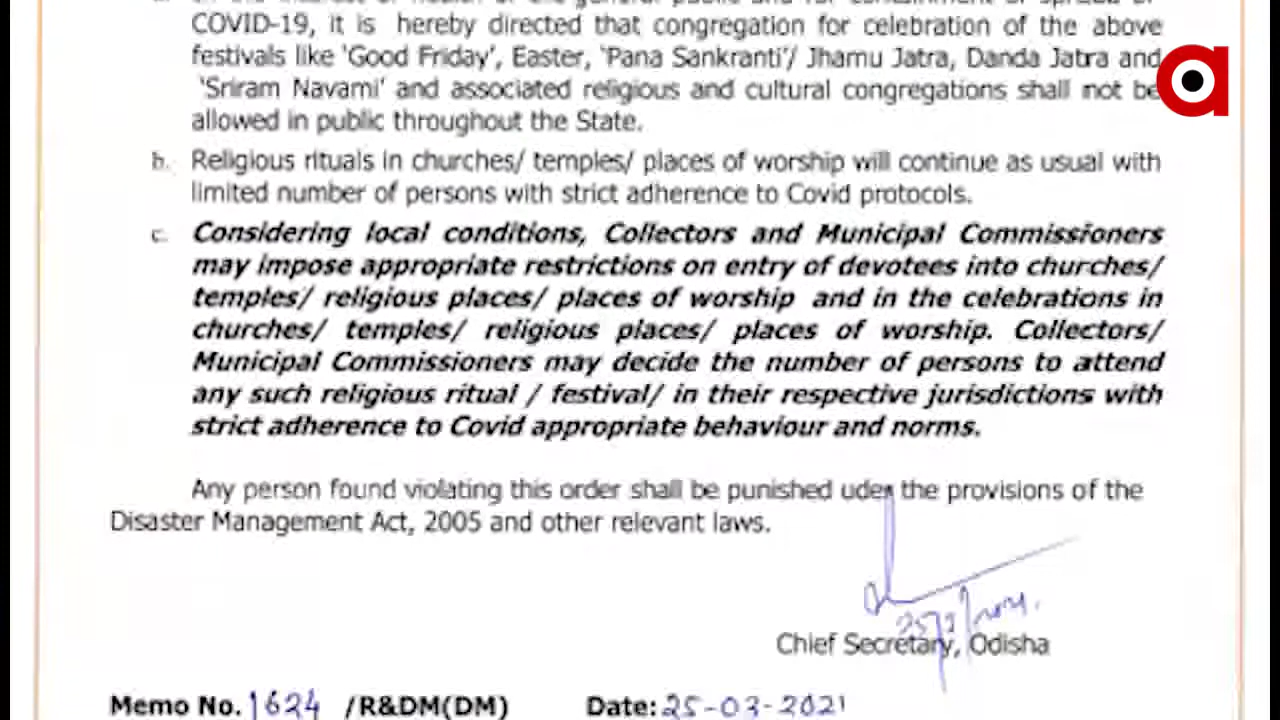 COVID-19, it is hereby directed that congregation for celebration of the above
festivals like 'Good Friday', Easter, 'Pana Sankranti'/ Jhamu Jatra, Danda Jatra and
'Sriram Navami' and associated religious and cultural congregations shall not be
allowed in public throughout the State.
b. Religious rituals in churches/ temples/ places of worship will continue as usual with
limited number of persons with strict adherence to Covid protocols.
c. Considering local conditions, Collectors and Municipal Commissioners
may impose appropriate restrictions on entry of devotees into churches/
temples/ religious places/ places of worship and in the celebrations in
churches/ temples/ religious places/ places of worship. Collectors/
Municipal Commissioners may decide the number of persons to attend
any such religious ritual / festival/ in their respective jurisdictions with
strict adherence to Covid appropriate behaviour and norms.
Any person found violating this order shall be punished uder the provisions of the
Disaster Management Act, 2005 and other relevant laws.
Chief Secretary, Odisha
Memo No. 1624 /R&DM(DM) Date: 25-03-2021